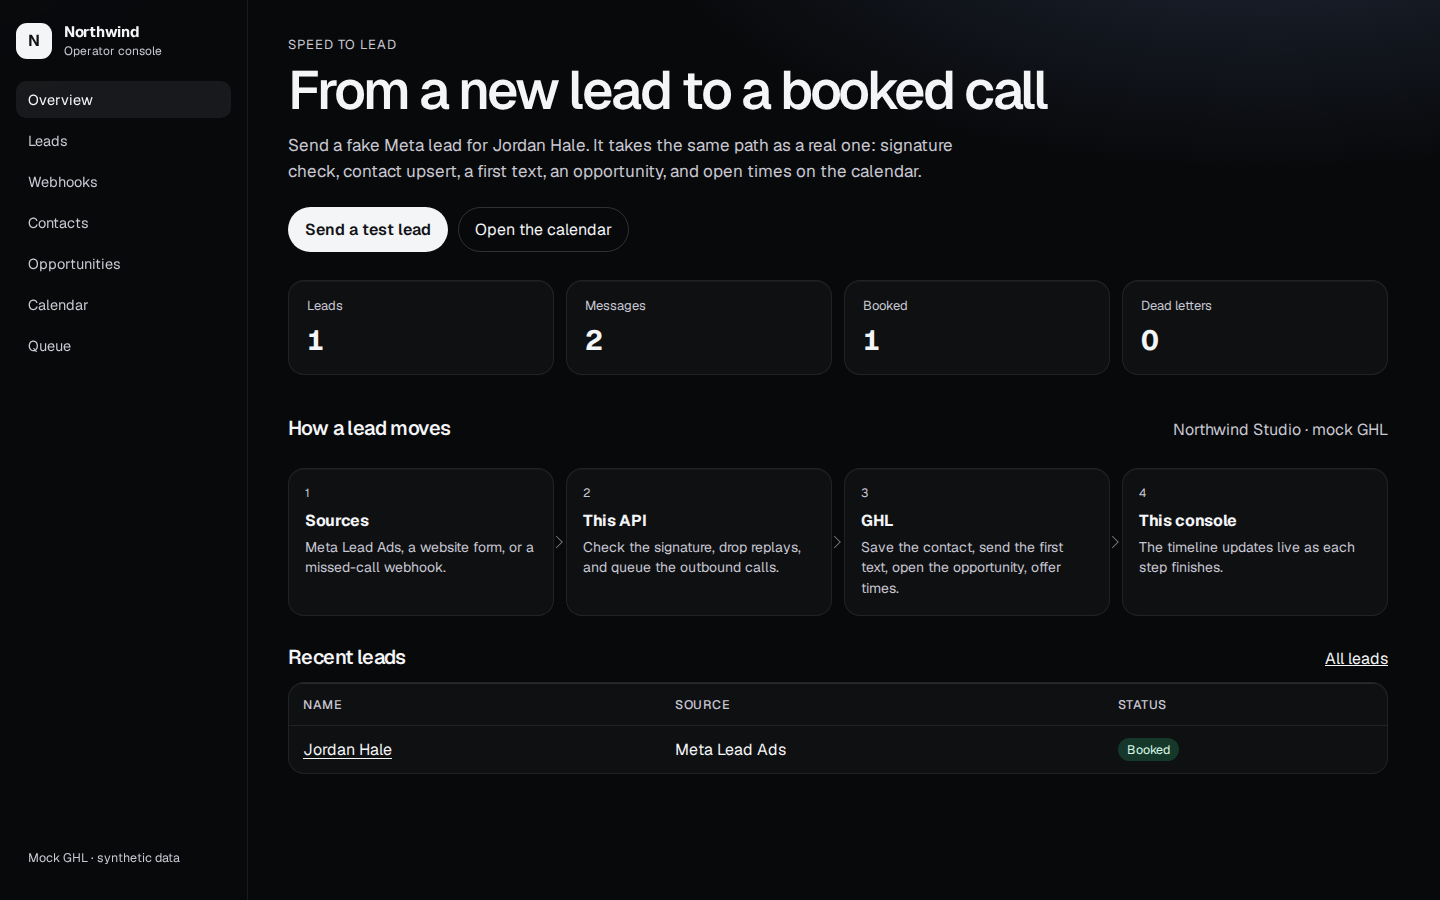 N
Northwind
Operator console
Overview
Leads
Webhooks
Contacts
Opportunities
Calendar
Queue
Mock GHL · synthetic data
SPEED TO LEAD
From a new lead to a booked call
Send a fake Meta lead for Jordan Hale. It takes the same path as a real one: signature
check, contact upsert, a first text, an opportunity, and open times on the calendar.
Send a test lead
Open the calendar
Leads
1
Messages
2
Booked
1
Dead letters
0
How a lead moves
Northwind Studio · mock GHL
1
Sources
Meta Lead Ads, a website form, or a
missed-call webhook.
2
This API
Check the signature, drop replays,
and queue the outbound calls.
3
GHL
Save the contact, send the first
text, open the opportunity, offer
times.
4
This console
The timeline updates live as each
step finishes.
Recent leads
All leads
NAME SOURCE STATUS
Jordan Hale Meta Lead Ads Booked